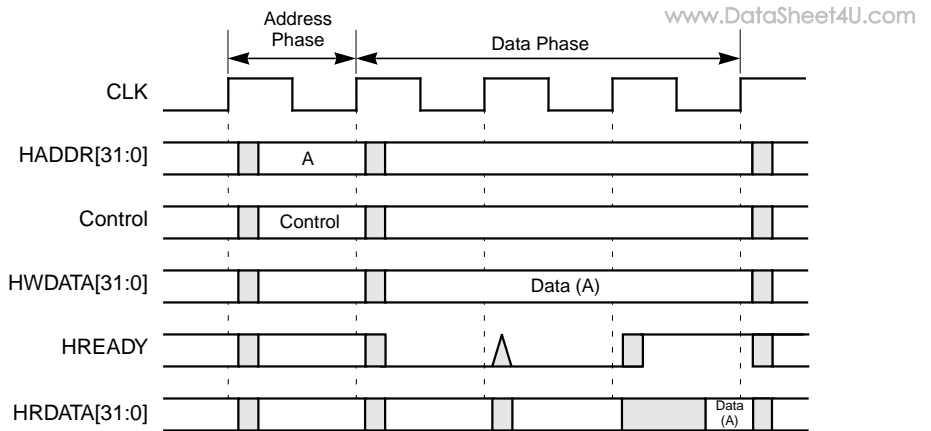 www.DataSheet4U.com
Address
Phase
Data Phase
CLK
HADDR[31:0]
A
Control
Control
HWDATA[31:0]
Data (A)
HREADY
HRDATA[31:0]
Data
(A)